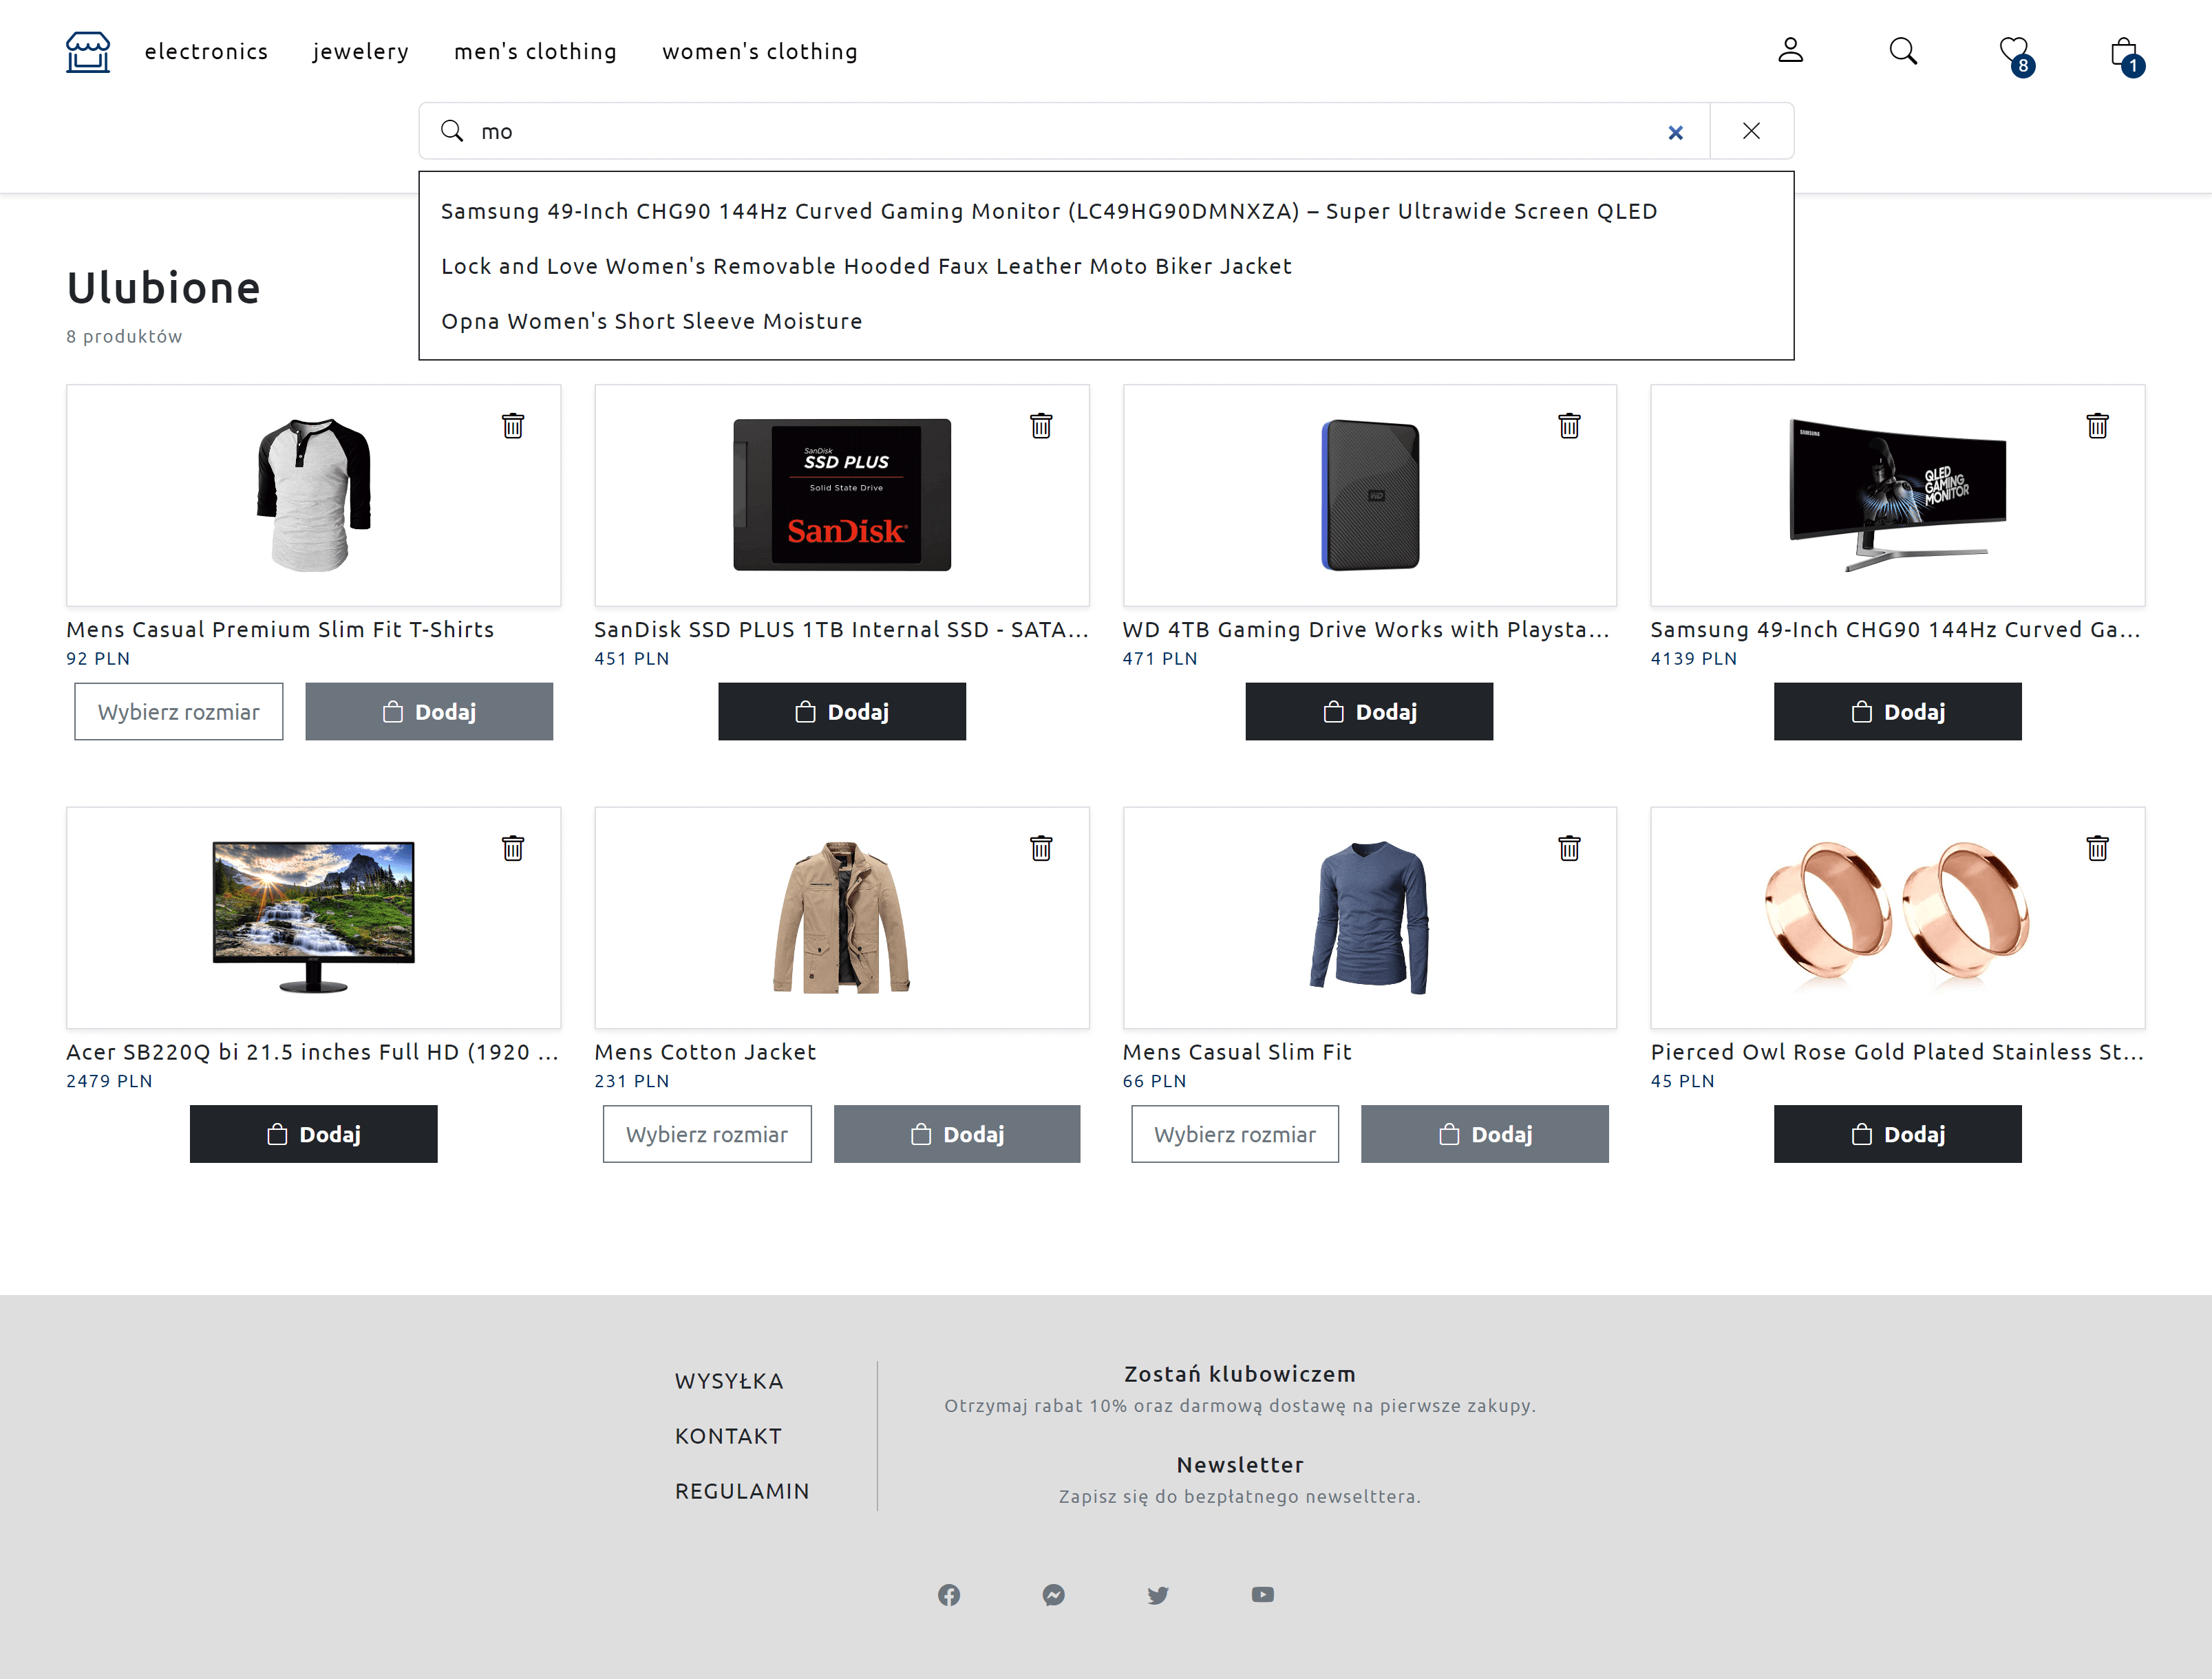 electronics jewelery men's clothing women's clothing 8 1
mo
Samsung 49-Inch CHG90 144Hz Curved Gaming Monitor (LC49HG90DMNXZA) – Super Ultrawide Screen QLED
Lock and Love Women's Removable Hooded Faux Leather Moto Biker Jacket
Opna Women's Short Sleeve Moisture
Ulubione
8 produktów
SanDisk
SSD PLUS
Solid State Drive
SanDisk
WD
SAMSUNG
QLED
GAMING
MONITOR
Mens Casual Premium Slim Fit T-Shirts
92 PLN
Wybierz rozmiar Dodaj
SanDisk SSD PLUS 1TB Internal SSD - SATA...
451 PLN
Dodaj
WD 4TB Gaming Drive Works with Playsta...
471 PLN
Dodaj
Samsung 49-Inch CHG90 144Hz Curved Ga...
4139 PLN
Dodaj
Acer SB220Q bi 21.5 inches Full HD (1920 ...
2479 PLN
Dodaj
Mens Cotton Jacket
231 PLN
Wybierz rozmiar Dodaj
Mens Casual Slim Fit
66 PLN
Wybierz rozmiar Dodaj
Pierced Owl Rose Gold Plated Stainless St...
45 PLN
Dodaj
WYSYŁKA
KONTAKT
REGULAMIN
Zostań klubowiczem
Otrzymaj rabat 10% oraz darmową dostawę na pierwsze zakupy.
Newsletter
Zapisz się do bezpłatnego newselttera.